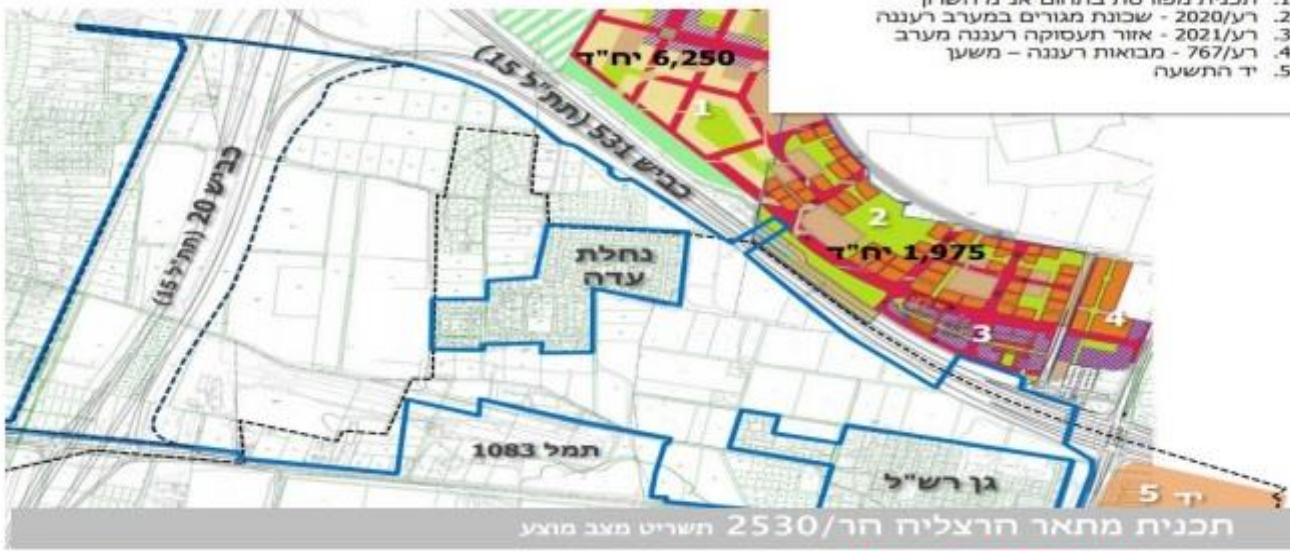 2. רע/2020 - שכונת מגורים במערב רעננה
3. רע/2021 - אזור תעסוקה רעננה מערב
4. רע/767 - מבואות רעננה – משען
5. יד התשעה
6,250 יח"ד
1
כביש 531 (תת"ל 15)
כביש 20 (תת"ל 15)
2
1,975 יח"ד
נחלת
עדה
3
4
תמל 1083
גן רש"ל
יד 5
תכנית מתאר הרצליה הר/2530 תשריט מצב מוצע